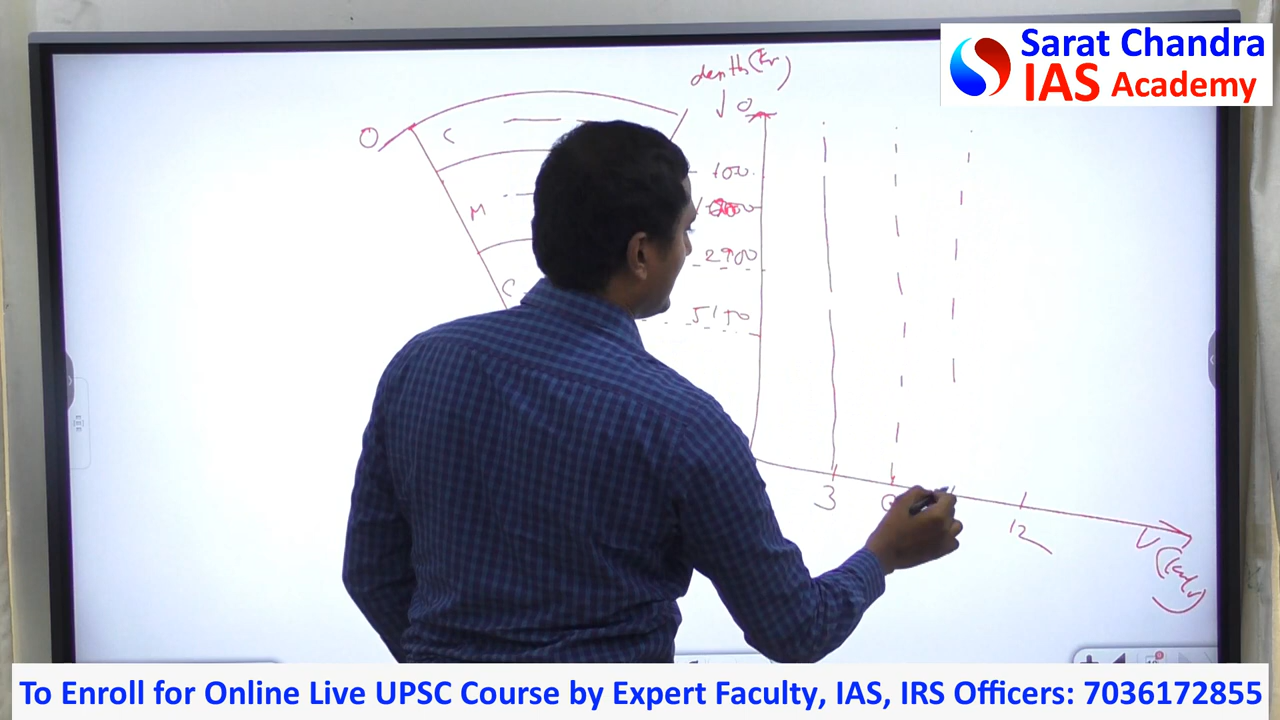 Sarat Chandra
IAS Academy
depth (
0
O
C
100
M
2900
C
5150
3
12
V (km/s)
To Enroll for Online Live UPSC Course by Expert Faculty, IAS, IRS Officers: 7036172855